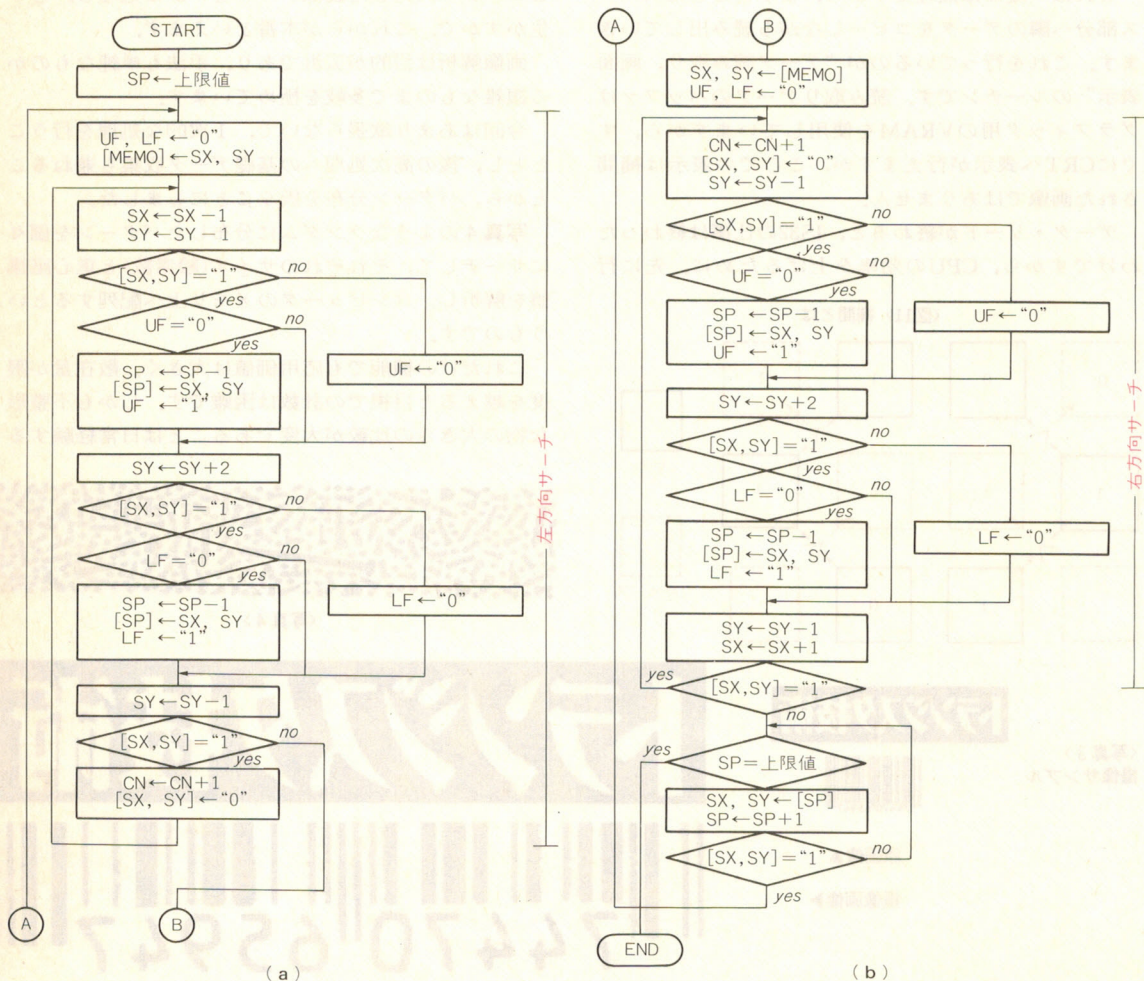 START
SP←上限値
UF, LF ← “0”
[MEMO]← SX, SY
SX←SX−1
SY←SY−1
[SX,SY]=“1”
no
yes
UF=“0”
no
yes
SP ←SP−1
[SP]←SX, SY
UF ←“1”
UF←“0”
SY←SY+2
[SX,SY]=“1”
no
yes
LF=“0”
no
yes
SP ←SP−1
[SP]←SX, SY
LF ←“1”
LF←“0”
SY←SY−1
[SX,SY]=“1”
no
yes
CN← CN+1
[SX, SY]←“0”
左方向サーチ
A
B
(a)
A
B
SX, SY←[MEMO]
UF, LF←“0”
CN←CN+1
[SX, SY]←“0”
SY←SY−1
[SX,SY]=“1”
no
yes
UF=“0”
no
yes
SP ←SP−1
[SP]←SX, SY
UF ←“1”
UF←“0”
SY←SY+2
[SX,SY]=“1”
no
yes
LF=“0”
no
yes
SP ←SP−1
[SP]←SX, SY
LF ←“1”
LF←“0”
SY←SY−1
SX←SX+1
yes
[SX,SY]=“1”
no
yes
SP=上限値
SX, SY←[SP]
SP←SP+1
[SX,SY]=“1”
no
yes
右方向サーチ
END
(b)